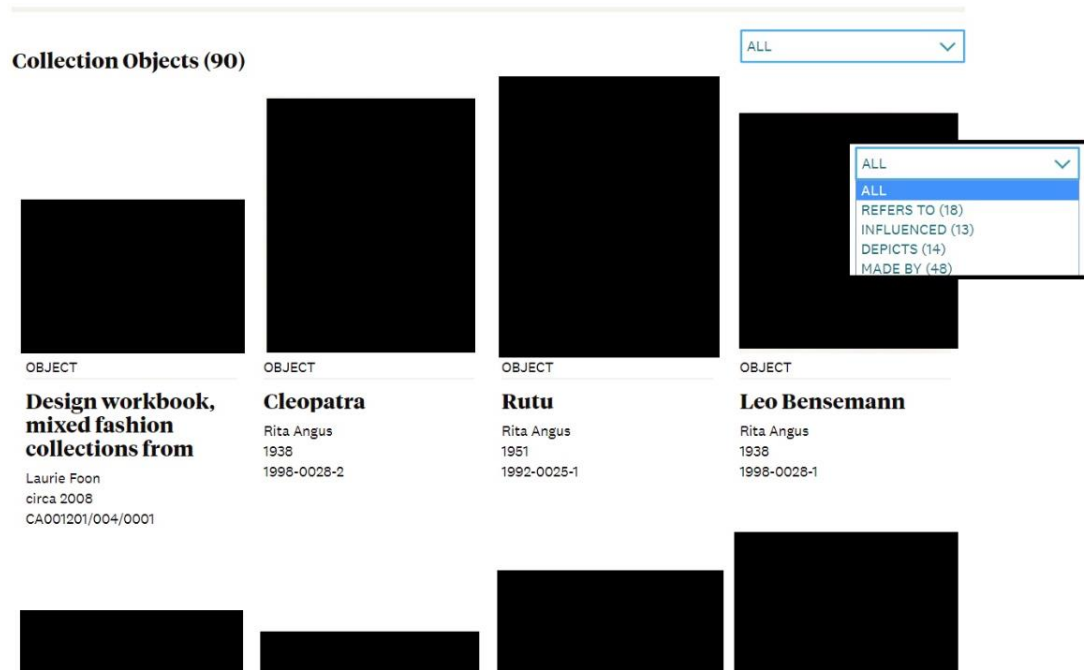 Collection Objects (90)
ALL
ALL
ALL
REFERS TO (18)
INFLUENCED (13)
DEPICTS (14)
MADE BY (48)
OBJECT
Design workbook,
mixed fashion
collections from
Laurie Foon
circa 2008
CA001201/004/0001
OBJECT
Cleopatra
Rita Angus
1938
1998-0028-2
OBJECT
Rutu
Rita Angus
1951
1992-0025-1
OBJECT
Leo Bensemann
Rita Angus
1938
1998-0028-1